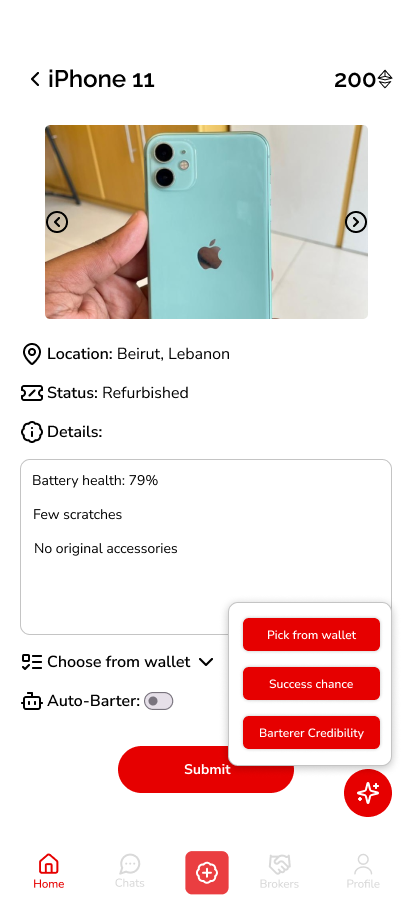 iPhone 11
200
Location: Beirut, Lebanon
Status: Refurbished
Details:
Battery health: 79%
Few scratches
No original accessories
Pick from wallet
Choose from wallet
Success chance
Auto-Barter:
Barterer Credibility
Submit
Home
Chats
Brokers
Profile